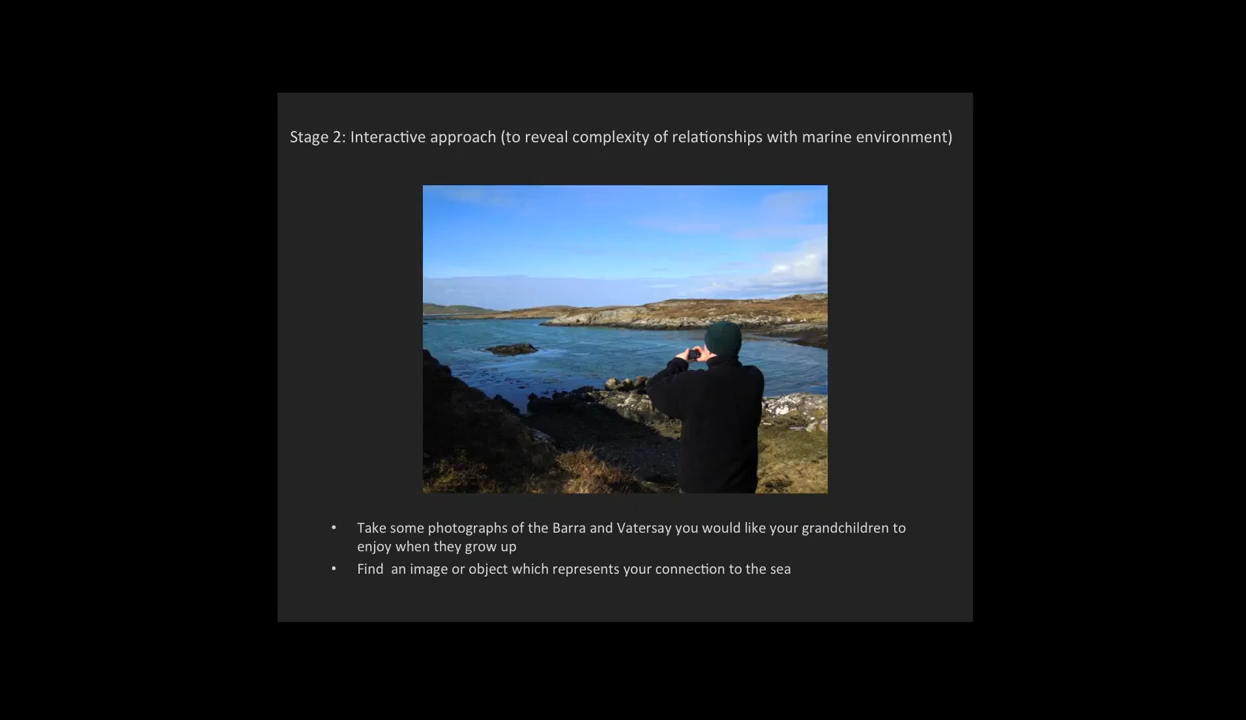 Stage 2: Interactive approach (to reveal complexity of relationships with marine environment)
• Take some photographs of the Barra and Vatersay you would like your grandchildren to
enjoy when they grow up
• Find  an image or object which represents your connection to the sea